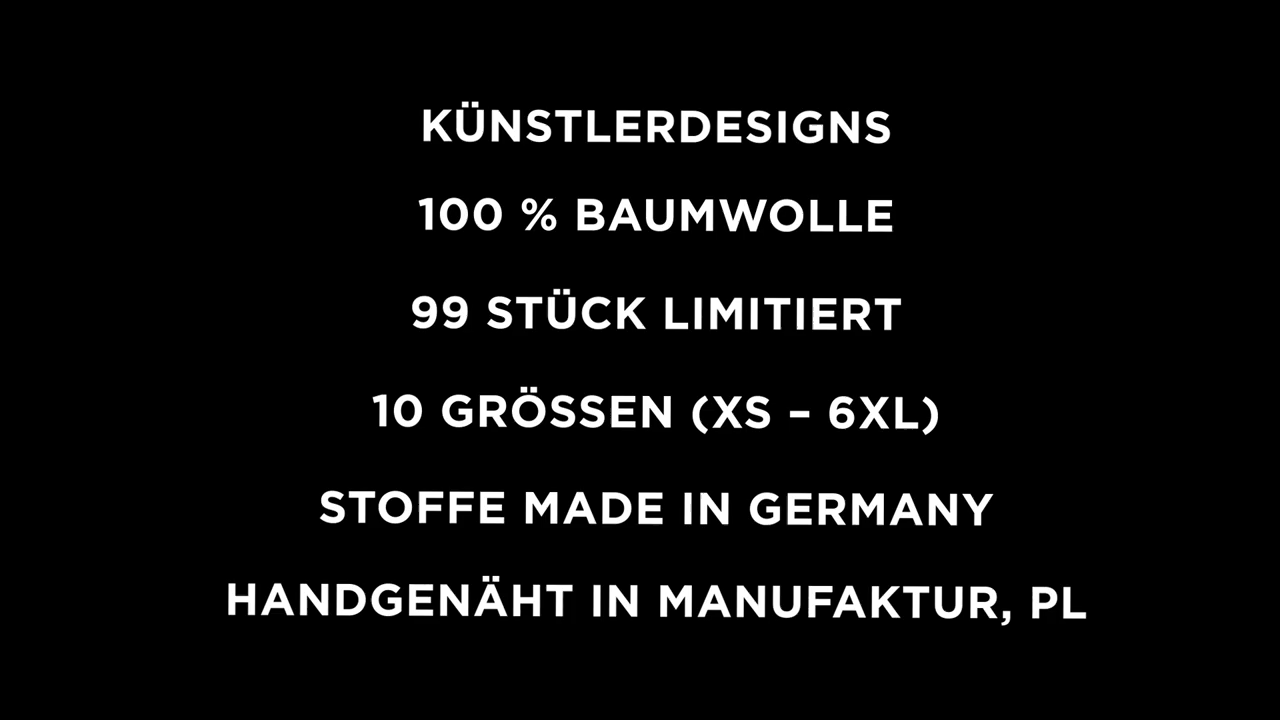 KÜNSTLERDESIGNS
100 % BAUMWOLLE
99 STÜCK LIMITIERT
10 GRÖSSEN (XS – 6XL)
STOFFE MADE IN GERMANY
HANDGENÄHT IN MANUFAKTUR, PL